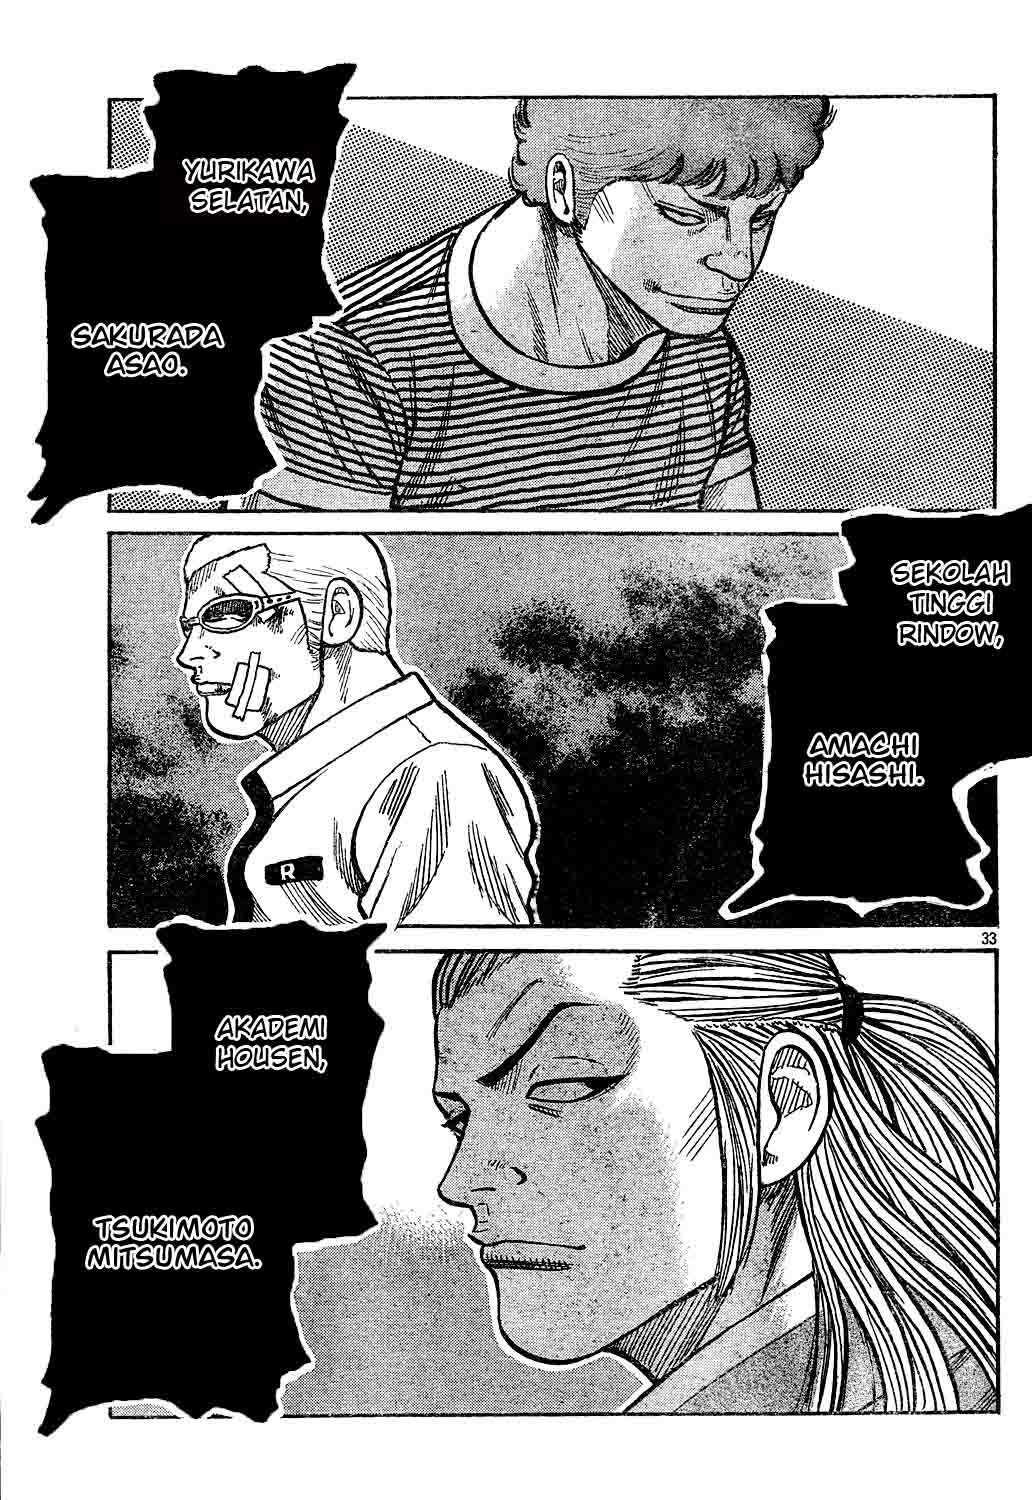 YURIKAWA
SELATAN,
SAKURADA
ASAO.
SEKOLAH
TINGGI
RINDOW,
AMACHI
HISASHI.
R
33
AKADEMI
HOUSEN,
TSUKIMOTO
MITSUMASA.